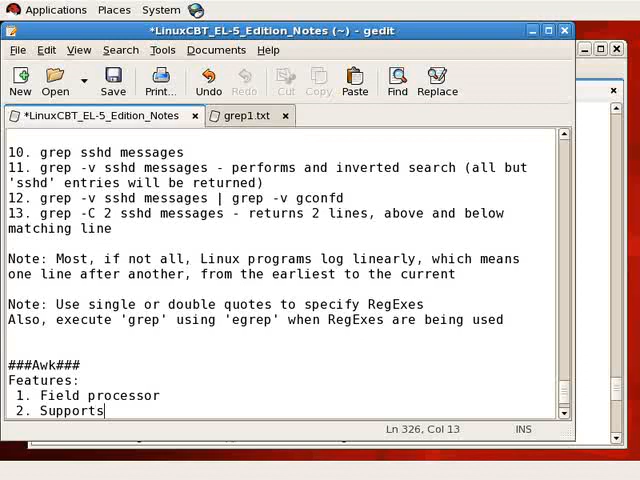 Applications Places System
*LinuxCBT_EL-5_Edition_Notes (~) - gedit
File Edit View Search Tools Documents Help
New Open Save Print... Undo Redo Cut Copy Paste Find Replace
*LinuxCBT_EL-5_Edition_Notes grep1.txt
10. grep sshd messages
11. grep -v sshd messages - performs and inverted search (all but
'sshd' entries will be returned)
12. grep -v sshd messages | grep -v gconfd
13. grep -C 2 sshd messages - returns 2 lines, above and below
matching line
Note: Most, if not all, Linux programs log linearly, which means
one line after another, from the earliest to the current
Note: Use single or double quotes to specify RegExes
Also, execute 'grep' using 'egrep' when RegExes are being used
###Awk###
Features:
1. Field processor
2. Supports
Ln 326, Col 13 INS